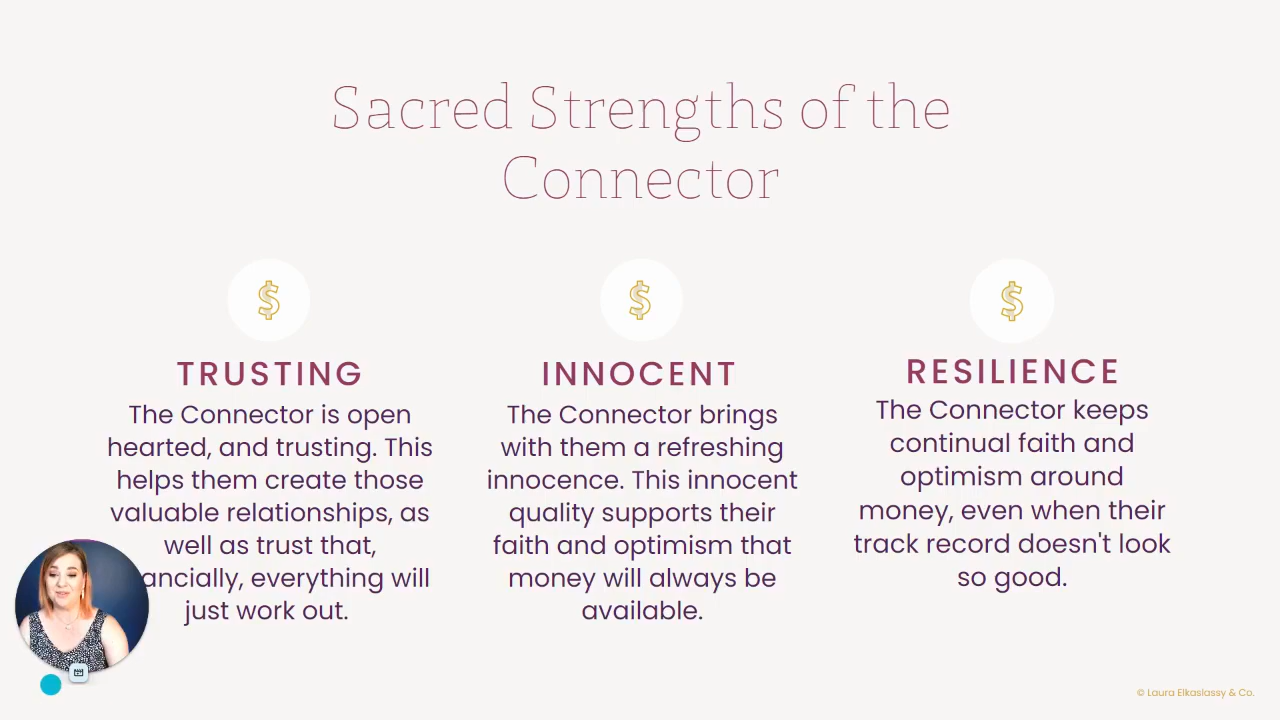 Sacred Strengths of the
Connector
$
$
$
TRUSTING
The Connector is open
hearted, and trusting. This
helps them create those
valuable relationships, as
well as trust that,
ancially, everything will
just work out.
INNOCENT
The Connector brings
with them a refreshing
innocence. This innocent
quality supports their
faith and optimism that
money will always be
available.
RESILIENCE
The Connector keeps
continual faith and
optimism around
money, even when their
track record doesn't look
so good.
© Laura Elkaslassy & Co.